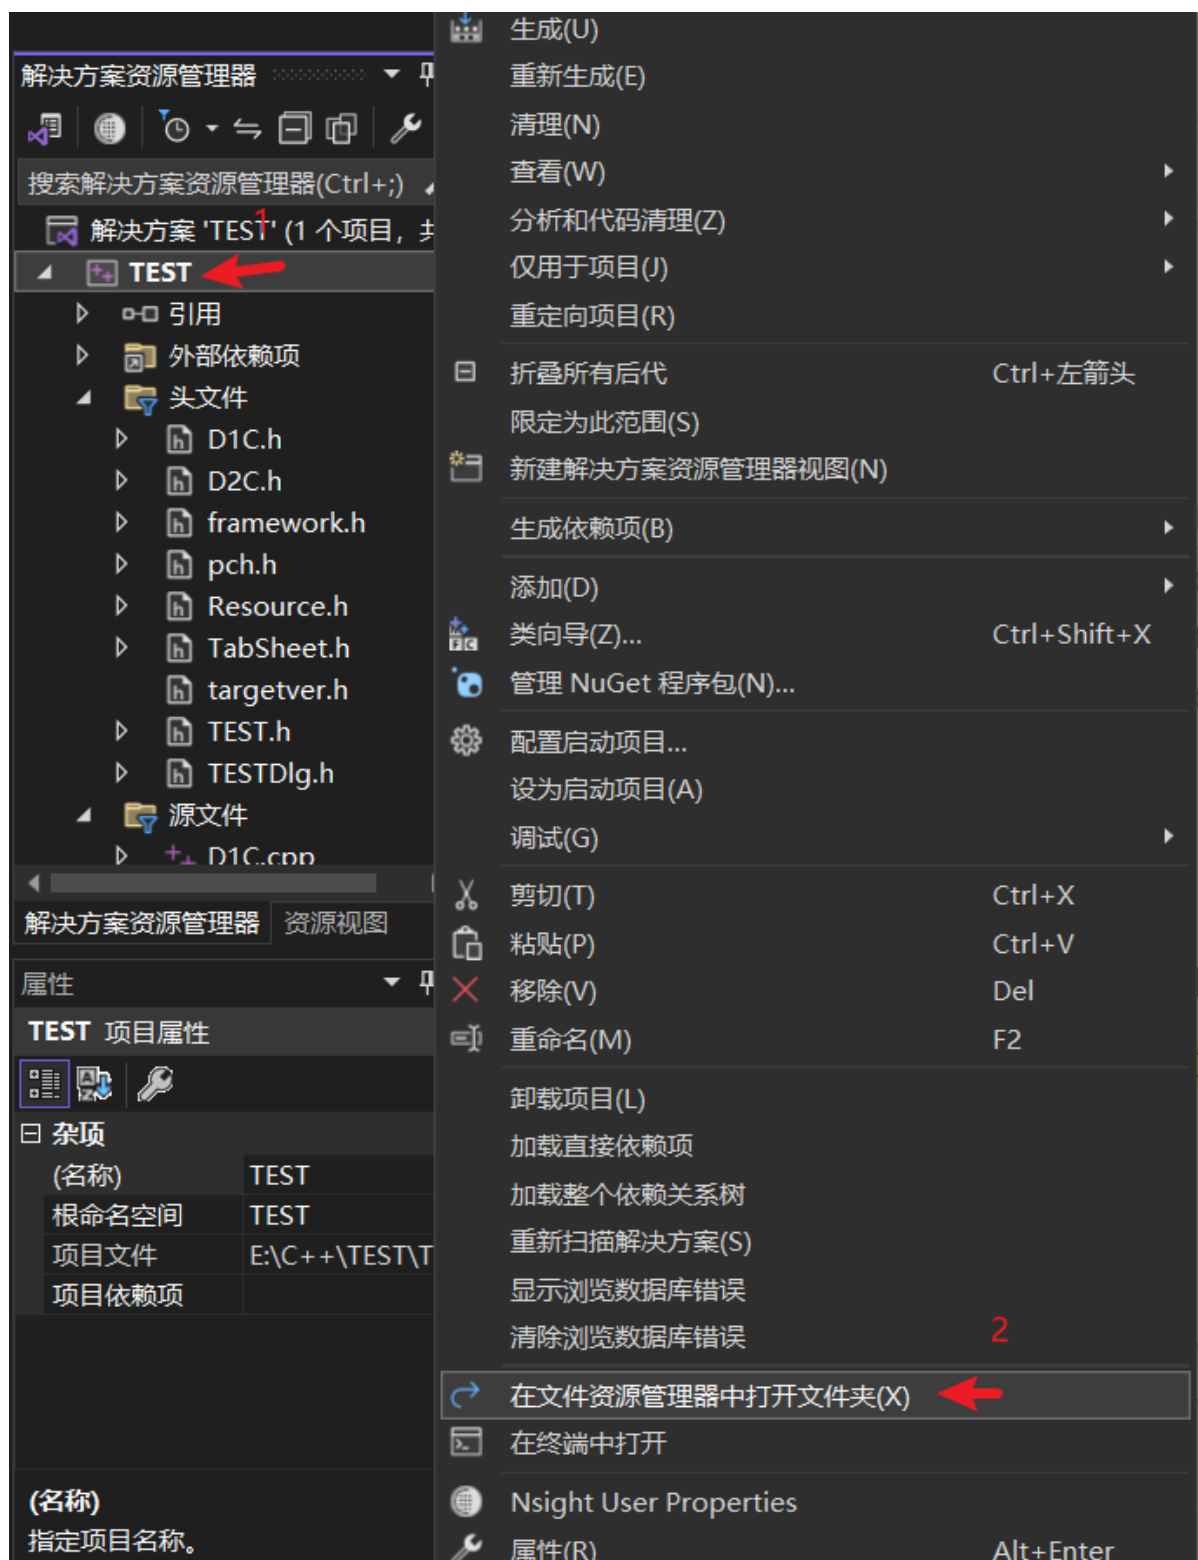 解决方案资源管理器
搜索解决方案资源管理器(Ctrl+;)
1
解决方案 'TEST' (1 个项目，共
TEST
引用
外部依赖项
头文件
D1C.h
D2C.h
framework.h
pch.h
Resource.h
TabSheet.h
targetver.h
TEST.h
TESTDlg.h
源文件
D1C.cpp
解决方案资源管理器 资源视图
属性
TEST 项目属性
杂项
(名称) TEST
根命名空间 TEST
项目文件 E:\C++\TEST\T
项目依赖项
(名称)
指定项目名称。
生成(U)
重新生成(E)
清理(N)
查看(W)
分析和代码清理(Z)
仅用于项目(J)
重定向项目(R)
折叠所有后代 Ctrl+左箭头
限定为此范围(S)
新建解决方案资源管理器视图(N)
生成依赖项(B)
添加(D)
类向导(Z)... Ctrl+Shift+X
管理 NuGet 程序包(N)...
配置启动项目...
设为启动项目(A)
调试(G)
剪切(T) Ctrl+X
粘贴(P) Ctrl+V
移除(V) Del
重命名(M) F2
卸载项目(L)
加载直接依赖项
加载整个依赖关系树
重新扫描解决方案(S)
显示浏览数据库错误
清除浏览数据库错误
2
在文件资源管理器中打开文件夹(X)
在终端中打开
Nsight User Properties
属性(R) Alt+Enter